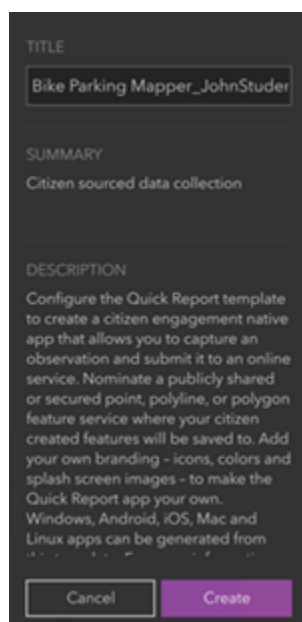 TITLE
Bike Parking Mapper_JohnStuder
SUMMARY
Citizen sourced data collection
DESCRIPTION
Configure the Quick Report template
to create a citizen engagement native
app that allows you to capture an
observation and submit it to an online
service. Nominate a publicly shared
or secured point, polyline, or polygon
feature service where your citizen
created features will be saved to. Add
your own branding – icons, colors and
splash screen images – to make the
Quick Report app your own.
Windows, Android, iOS, Mac and
Linux apps can be generated from
Cancel
Create